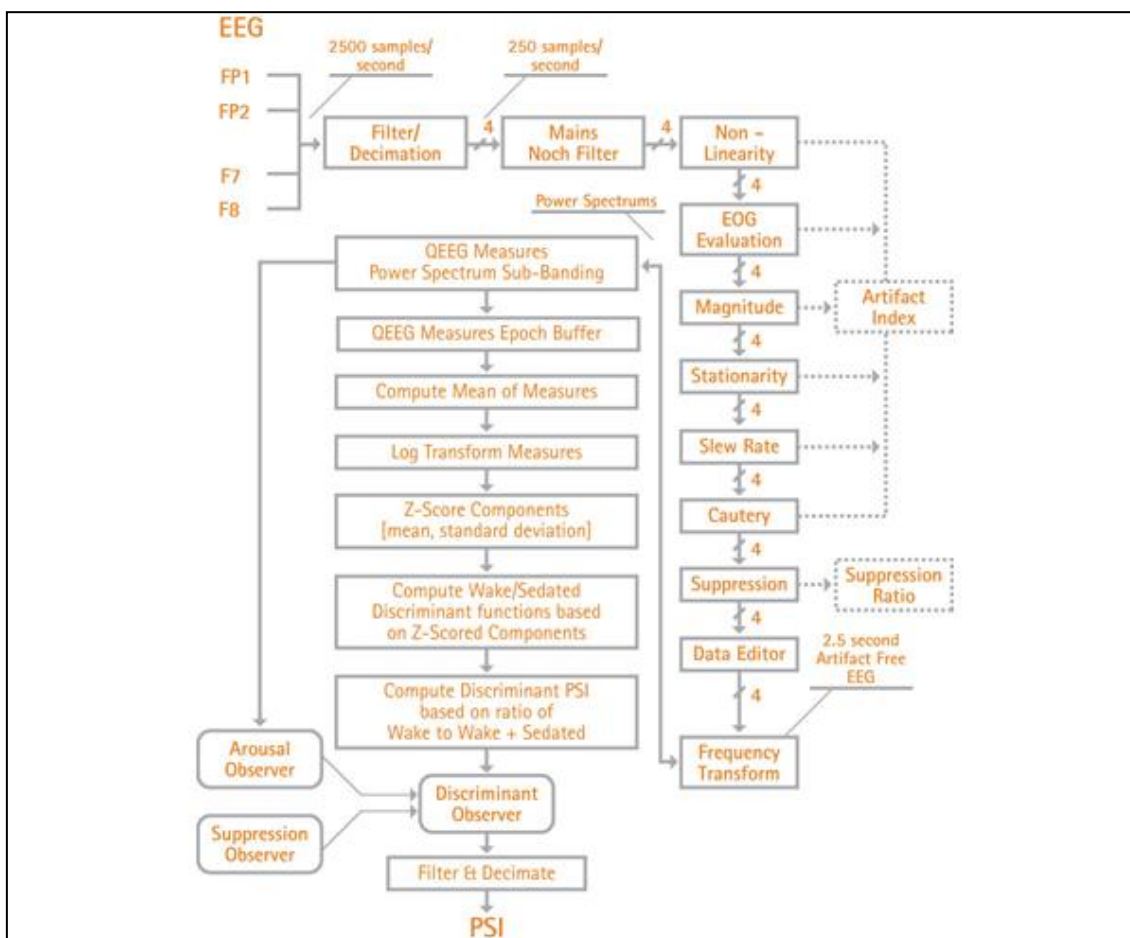 EEG
FP1
FP2
F7
F8
2500 samples/
second
250 samples/
second
Filter/
Decimation
4
Mains
Noch Filter
4
Non -
Linearity
4
EOG
Evaluation
4
Magnitude
4
Stationarity
4
Slew Rate
4
Cautery
4
Suppression
4
Data Editor
4
Frequency
Transform
Artifact
Index
Suppression
Ratio
2.5 second
Artifact Free
EEG
Power Spectrums
QEEG Measures
Power Spectrum Sub-Banding
QEEG Measures Epoch Buffer
Compute Mean of Measures
Log Transform Measures
Z-Score Components
[mean, standard deviation]
Compute Wake/Sedated
Discriminant functions based
on Z-Scored Components
Compute Discriminant PSI
based on ratio of
Wake to Wake + Sedated
Arousal
Observer
Suppression
Observer
Discriminant
Observer
Filter & Decimate
PSI